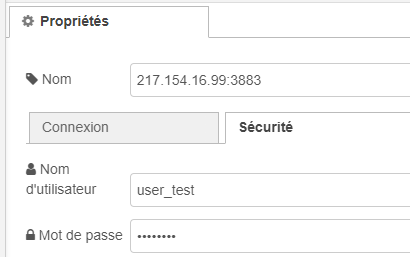 Propriétés
Nom
217.154.16.99:3883
Connexion
Sécurité
Nom
d'utilisateur
user_test
Mot de passe
••••••••